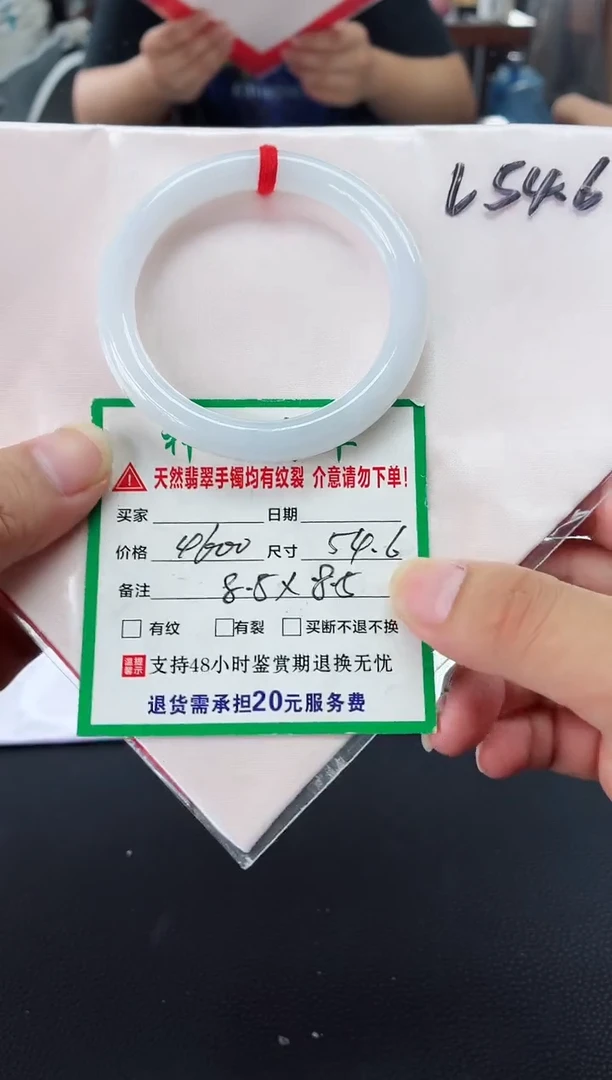 54.6
天然翡翠手镯均有纹裂 介意请勿下单!
买家 日期
价格 4600 尺寸 54.6
备注 8.5X8.5
有纹 有裂 买断不退不换
温馨提示 支持48小时鉴赏期退换无忧
退货需承担20元服务费